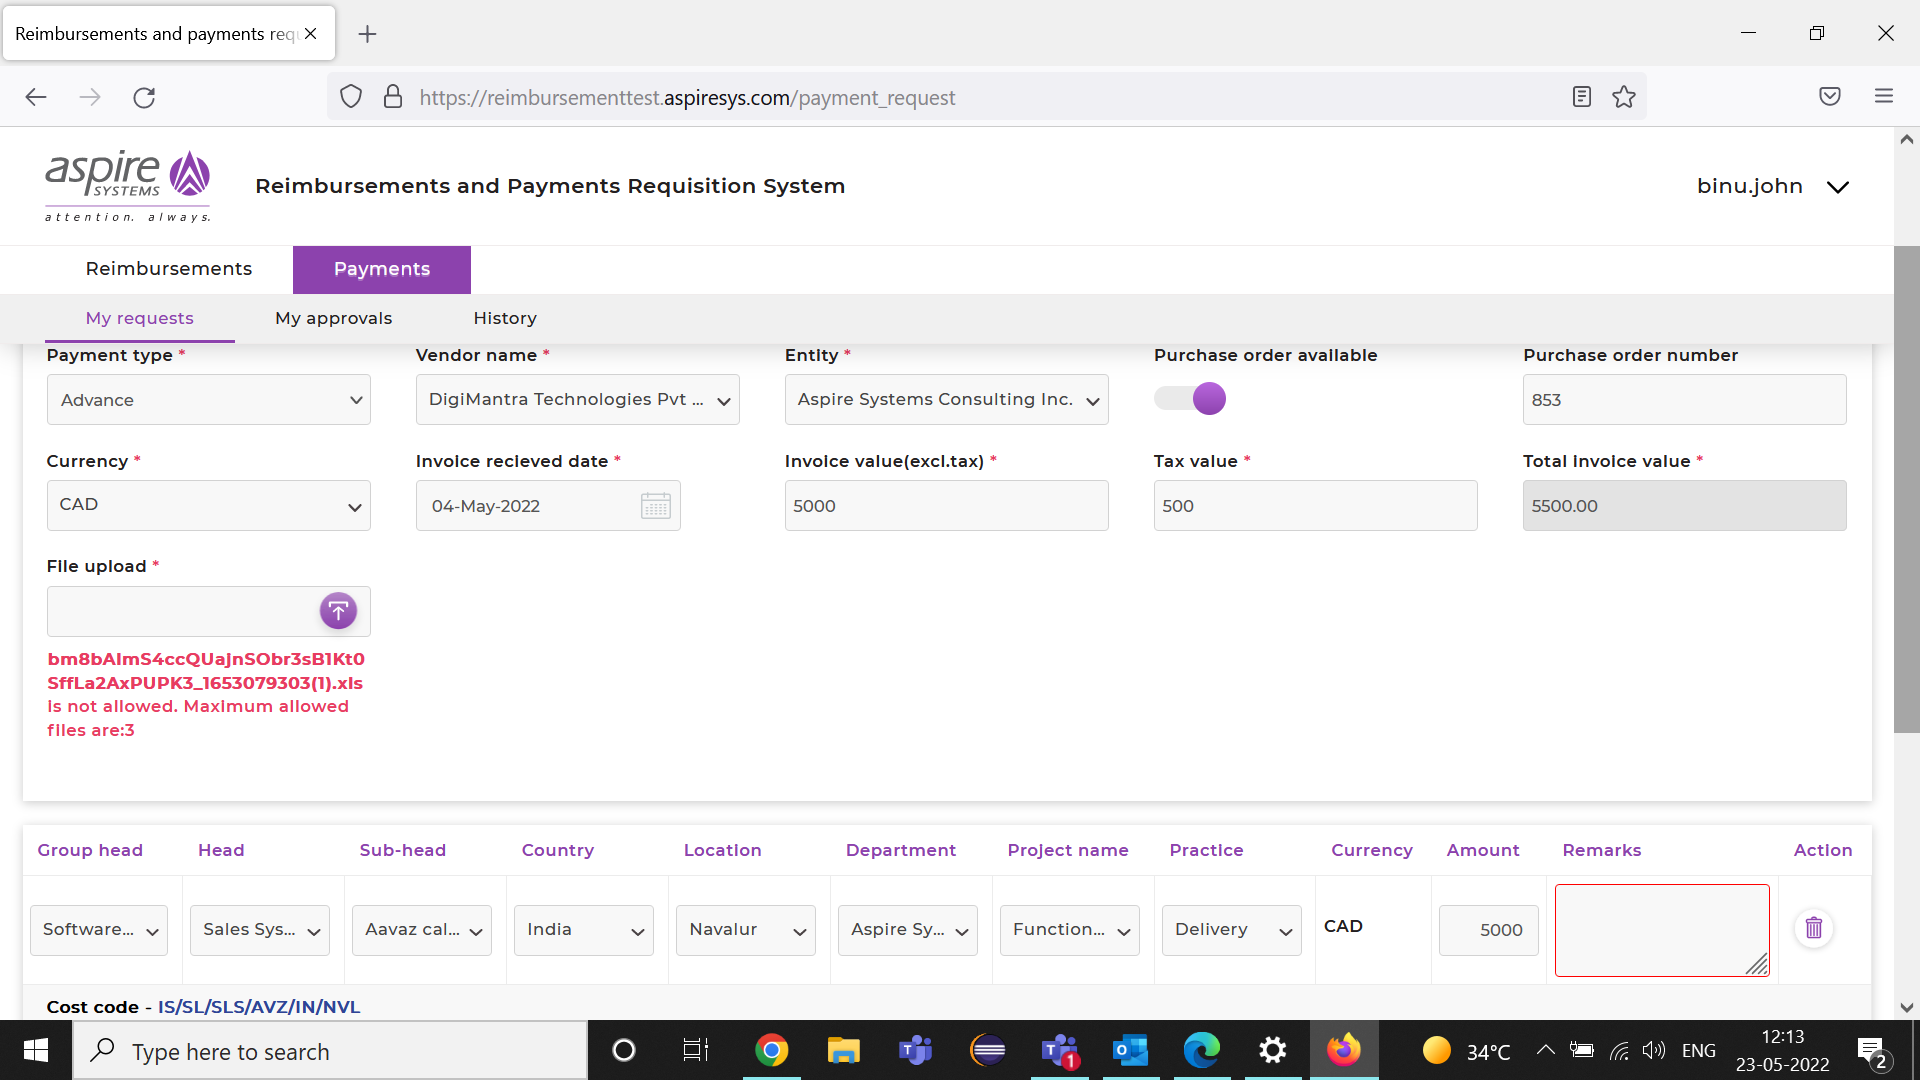 Reimbursements and payments req
https://reimbursementtest.aspiresys.com/payment_request
aspire
SYSTEMS
attention. always.
Reimbursements and Payments Requisition System
binu.john
Reimbursements
Payments
My requests
My approvals
History
Payment type *
Vendor name *
Entity *
Purchase order available
Purchase order number
Advance
DigiMantra Technologies Pvt ...
Aspire Systems Consulting Inc.
853
Currency *
Invoice recieved date *
Invoice value(excl.tax) *
Tax value *
Total invoice value *
CAD
04-May-2022
5000
500
5500.00
File upload *
bm8bAImS4ccQUajnSObr3sB1Kt0
SffLa2AxPUPK3_1653079303(1).xls
is not allowed. Maximum allowed
files are:3
Group head
Head
Sub-head
Country
Location
Department
Project name
Practice
Currency
Amount
Remarks
Action
Software...
Sales Sys...
Aavaz cal...
India
Navalur
Aspire Sy...
Function...
Delivery
CAD
5000
Cost code - IS/SL/SLS/AVZ/IN/NVL
Type here to search
1
34°C
ENG
12:13
23-05-2022
2